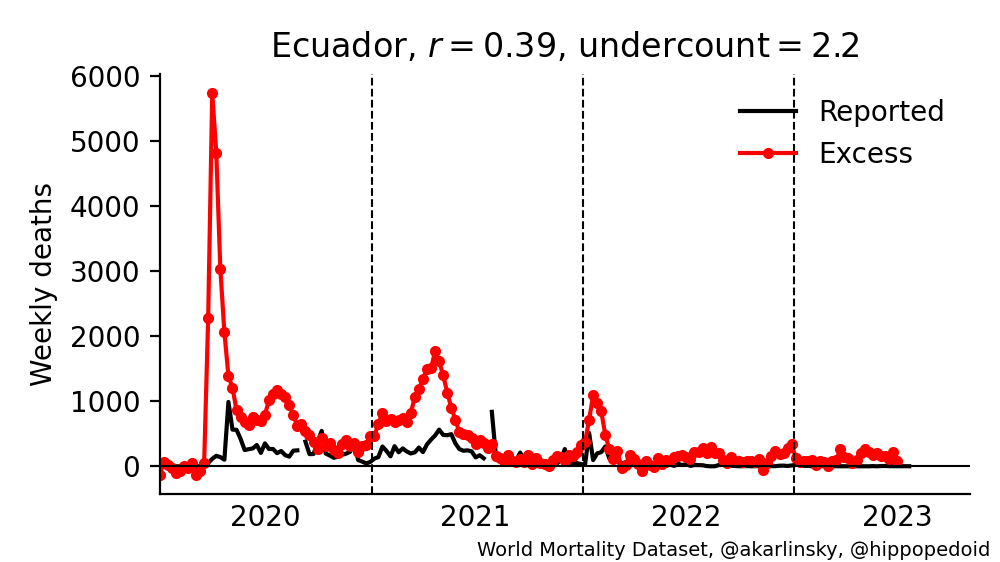 Ecuador, r = 0.39, undercount = 2.2
6000
5000
4000
3000
2000
1000
0
Weekly deaths
Reported
Excess
2020 2021 2022 2023
World Mortality Dataset, @akarlinsky, @hippopedoid